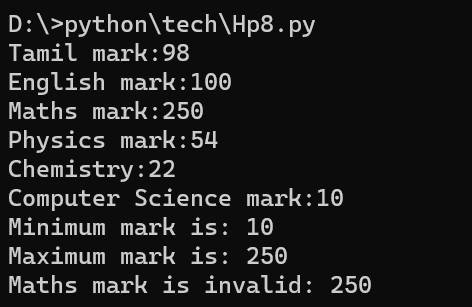 D:\>python\tech\Hp8.py
Tamil mark:98
English mark:100
Maths mark:250
Physics mark:54
Chemistry:22
Computer Science mark:10
Minimum mark is: 10
Maximum mark is: 250
Maths mark is invalid: 250